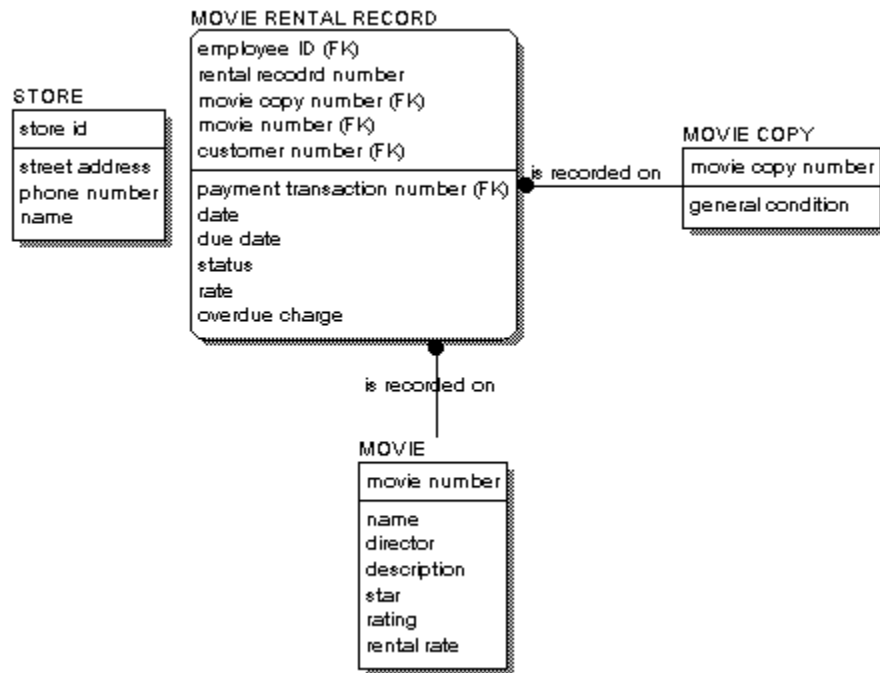 MOVIE RENTAL RECORD
employee ID (FK)
rental recodrd number
movie copy number (FK)
movie number (FK)
customer number (FK)
payment transaction number (FK)
date
due date
status
rate
overdue charge
STORE
store id
street address
phone number
name
is recorded on
MOVIE COPY
movie copy number
general condition
is recorded on
MOVIE
movie number
name
director
description
star
rating
rental rate